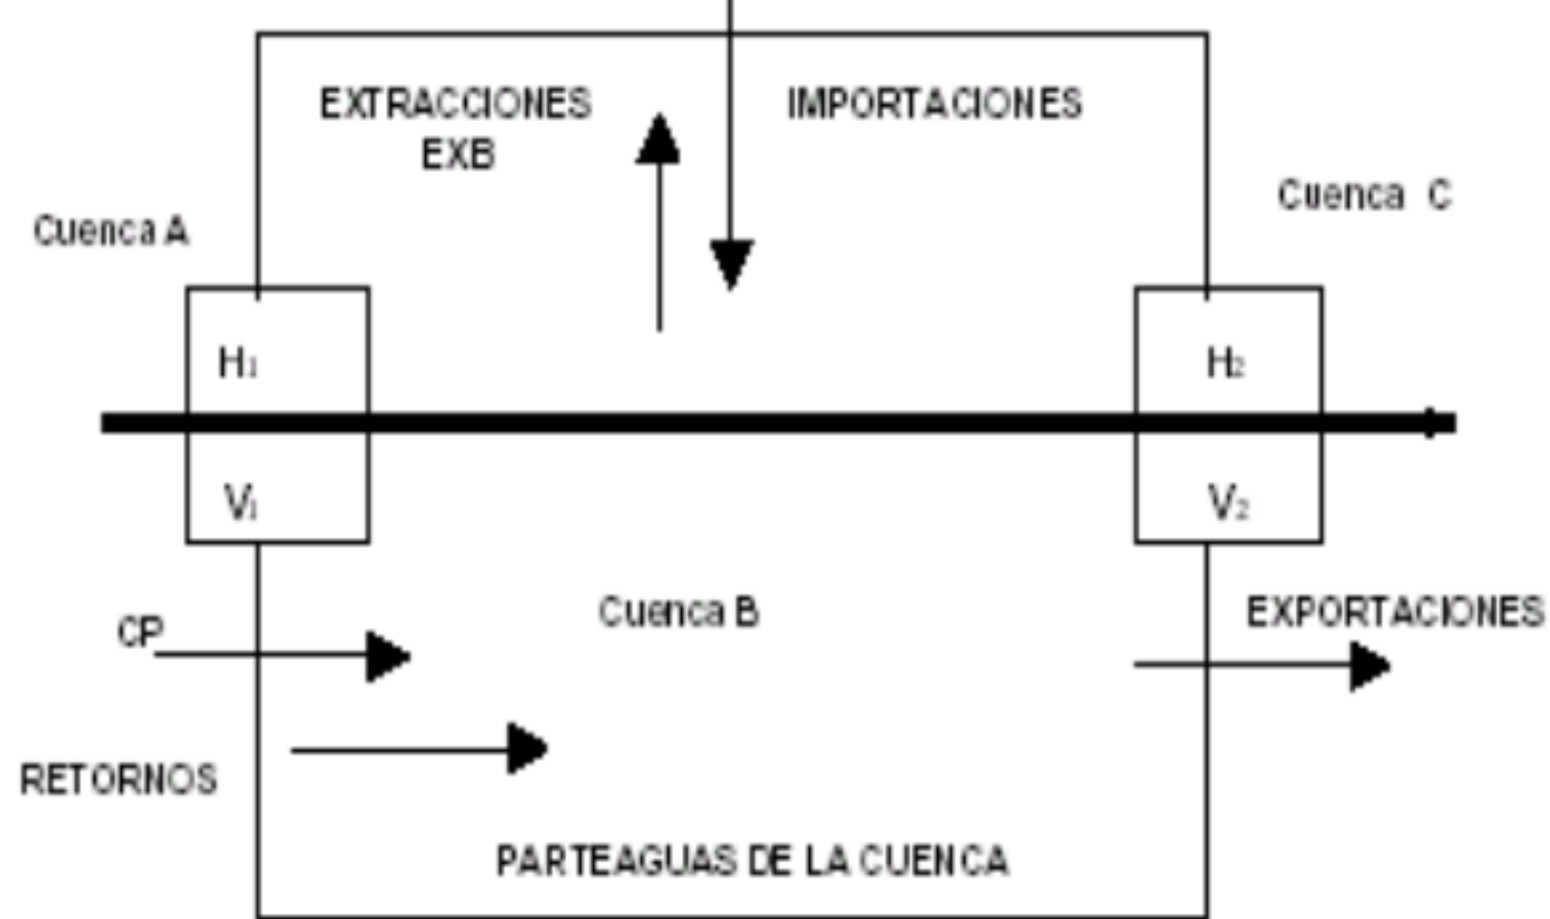 EXTRACCIONES
EXB
IMPORTACIONES
Cuenca A
Cuenca C
H1
H2
V1
V2
CP
Cuenca B
EXPORTACIONES
RETORNOS
PARTEAGUAS DE LA CUENCA